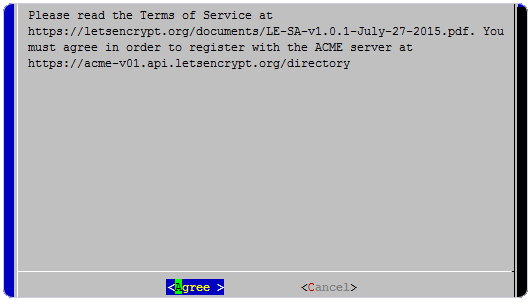 Please read the Terms of Service at
https://letsencrypt.org/documents/LE-SA-v1.0.1-July-27-2015.pdf. You
must agree in order to register with the ACME server at
https://acme-v01.api.letsencrypt.org/directory
<Agree > <Cancel>